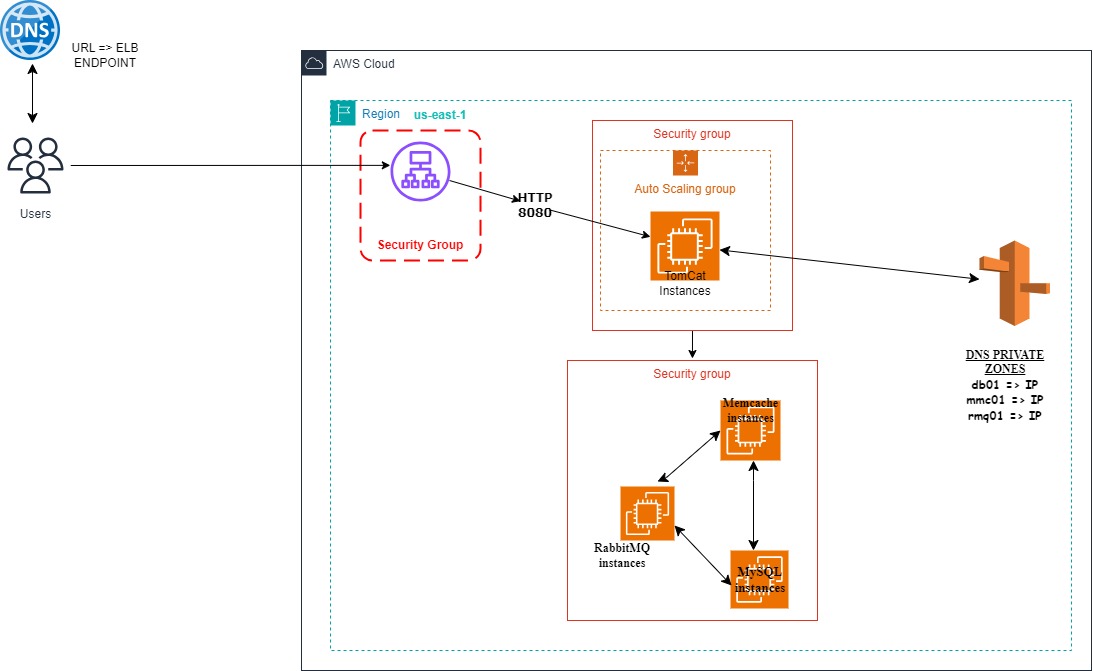 DNS
URL => ELB
ENDPOINT
AWS Cloud
Region us-east-1
Users
Security Group
HTTP
8080
Security group
Auto Scaling group
TomCat
Instances
DNS PRIVATE
ZONES
db01 => IP
mmc01 => IP
rmq01 => IP
Security group
Memcache
instances
RabbitMQ
instances
MySQL
instances